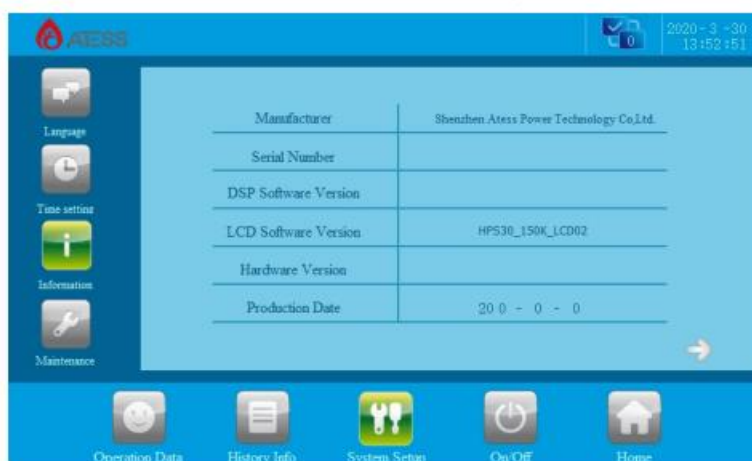 ATESS
0
2020-3-30
13:52:51
Language
Time setting
Information
Maintenance
Manufacturer Shenzhen Atess Power Technology Co,Ltd.
Serial Number
DSP Software Version
LCD Software Version HPS30_150K_LCD02
Hardware Version
Production Date 20 0 - 0 - 0
Operation Data History Info System Setup On/Off Home